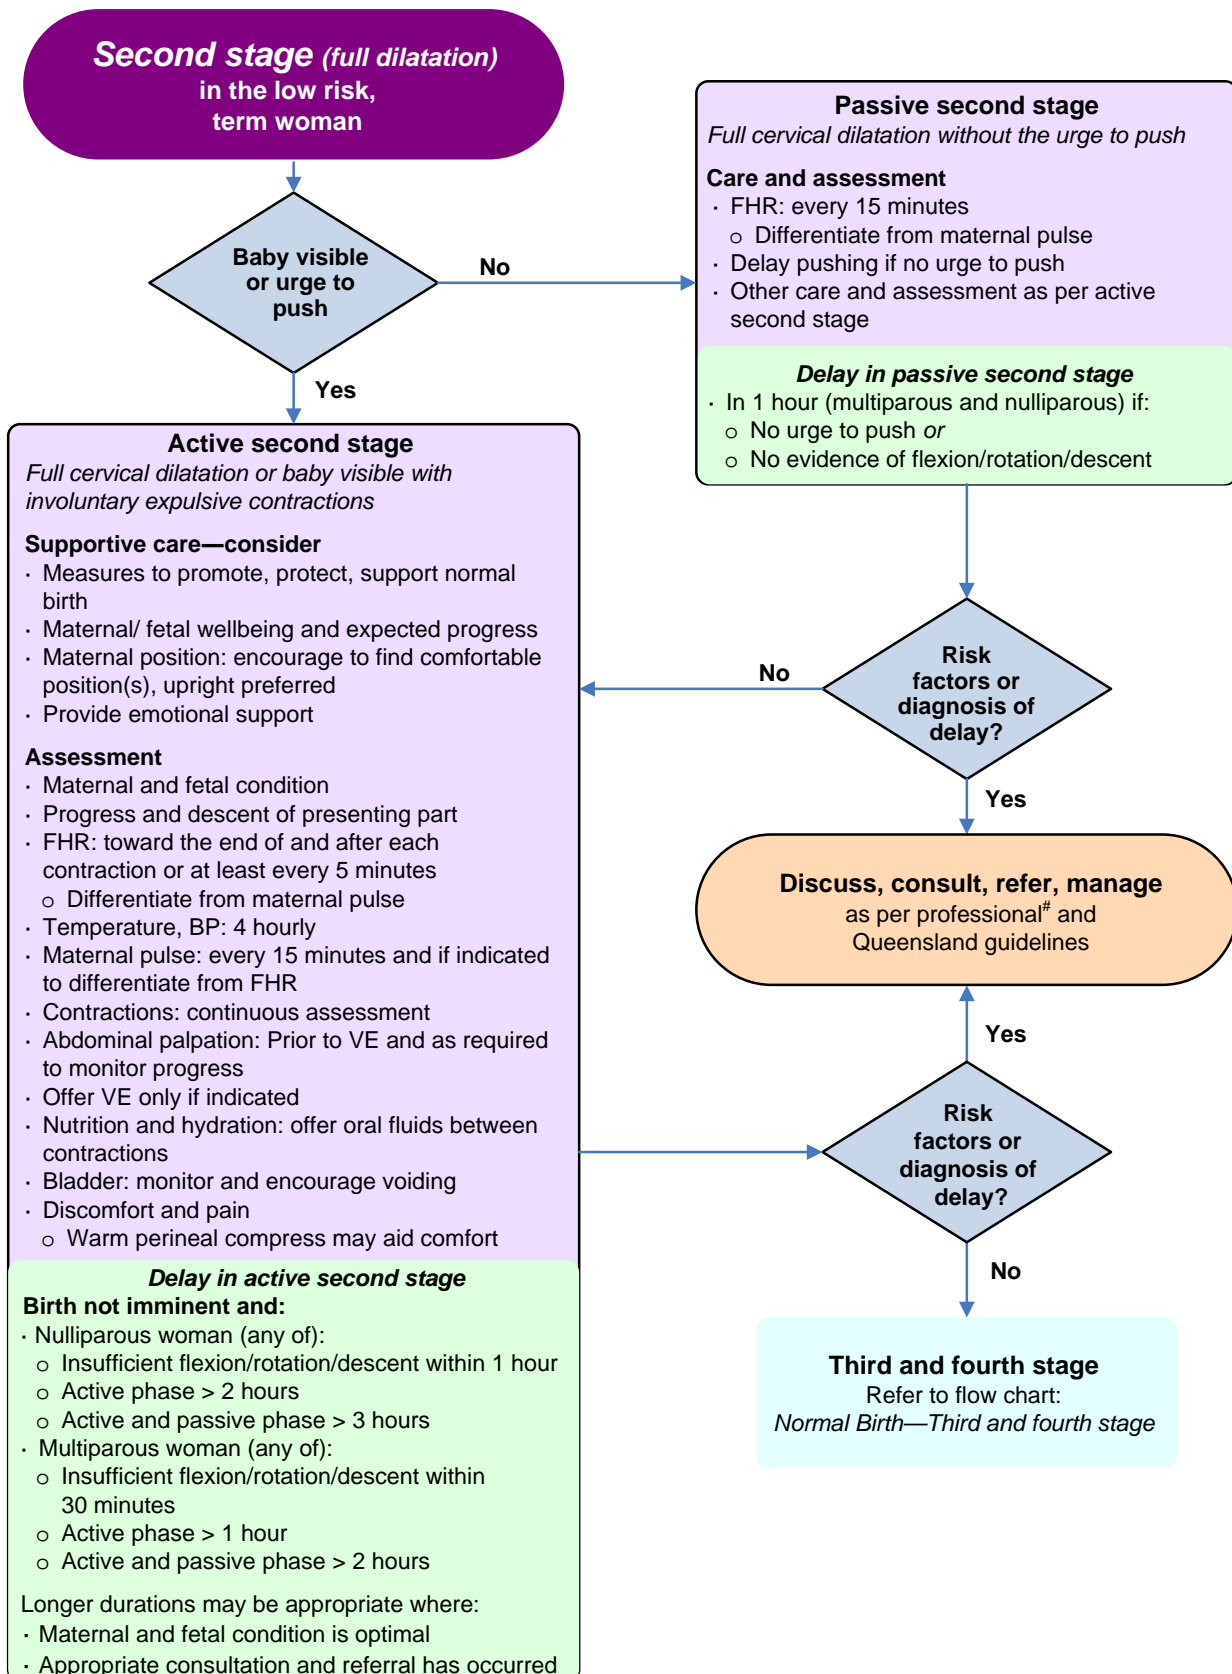 Second stage (full dilatation)
in the low risk,
term woman
Baby visible
or urge to
push
No
Yes
Passive second stage
Full cervical dilatation without the urge to push
Care and assessment
· FHR: every 15 minutes
o Differentiate from maternal pulse
· Delay pushing if no urge to push
· Other care and assessment as per active
second stage
Delay in passive second stage
· In 1 hour (multiparous and nulliparous) if:
o No urge to push or
o No evidence of flexion/rotation/descent
Active second stage
Full cervical dilatation or baby visible with
involuntary expulsive contractions
Supportive care—consider
· Measures to promote, protect, support normal
birth
· Maternal/ fetal wellbeing and expected progress
· Maternal position: encourage to find comfortable
position(s), upright preferred
· Provide emotional support
Assessment
· Maternal and fetal condition
· Progress and descent of presenting part
· FHR: toward the end of and after each
contraction or at least every 5 minutes
o Differentiate from maternal pulse
· Temperature, BP: 4 hourly
· Maternal pulse: every 15 minutes and if indicated
to differentiate from FHR
· Contractions: continuous assessment
· Abdominal palpation: Prior to VE and as required
to monitor progress
· Offer VE only if indicated
· Nutrition and hydration: offer oral fluids between
contractions
· Bladder: monitor and encourage voiding
· Discomfort and pain
o Warm perineal compress may aid comfort
Delay in active second stage
Birth not imminent and:
· Nulliparous woman (any of):
o Insufficient flexion/rotation/descent within 1 hour
o Active phase > 2 hours
o Active and passive phase > 3 hours
· Multiparous woman (any of):
o Insufficient flexion/rotation/descent within
30 minutes
o Active phase > 1 hour
o Active and passive phase > 2 hours
Longer durations may be appropriate where:
· Maternal and fetal condition is optimal
· Appropriate consultation and referral has occurred
Risk
factors or
diagnosis of
delay?
No
Yes
Discuss, consult, refer, manage
as per professional# and
Queensland guidelines
Yes
Risk
factors or
diagnosis of
delay?
No
Third and fourth stage
Refer to flow chart:
Normal Birth—Third and fourth stage